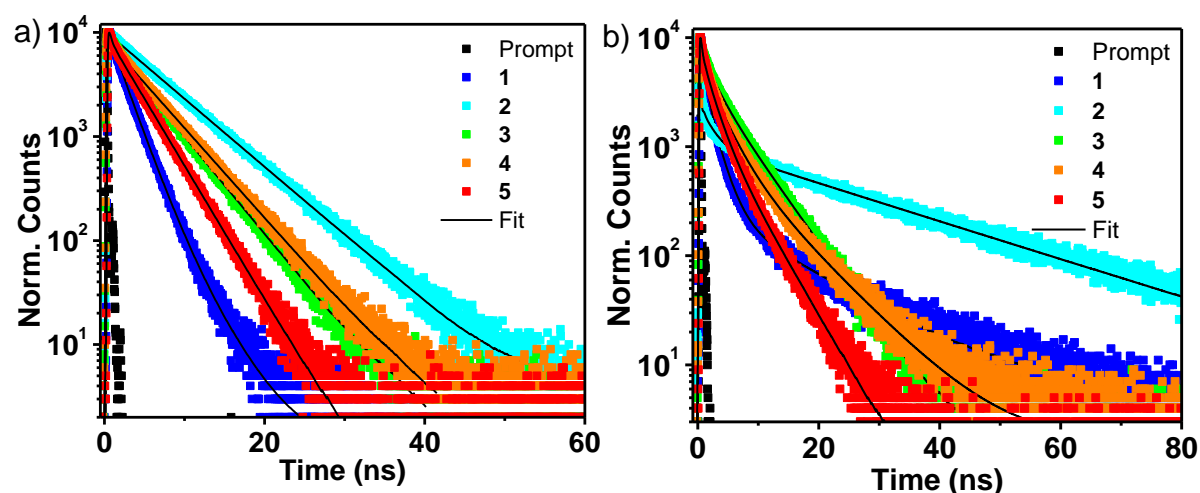 a)
Norm. Counts
10⁴
10³
10²
10¹
Prompt
1
2
3
4
5
Fit
0 20 40 60
Time (ns)
b)
Norm. Counts
10⁴
10³
10²
10¹
Prompt
1
2
3
4
5
Fit
0 20 40 60 80
Time (ns)